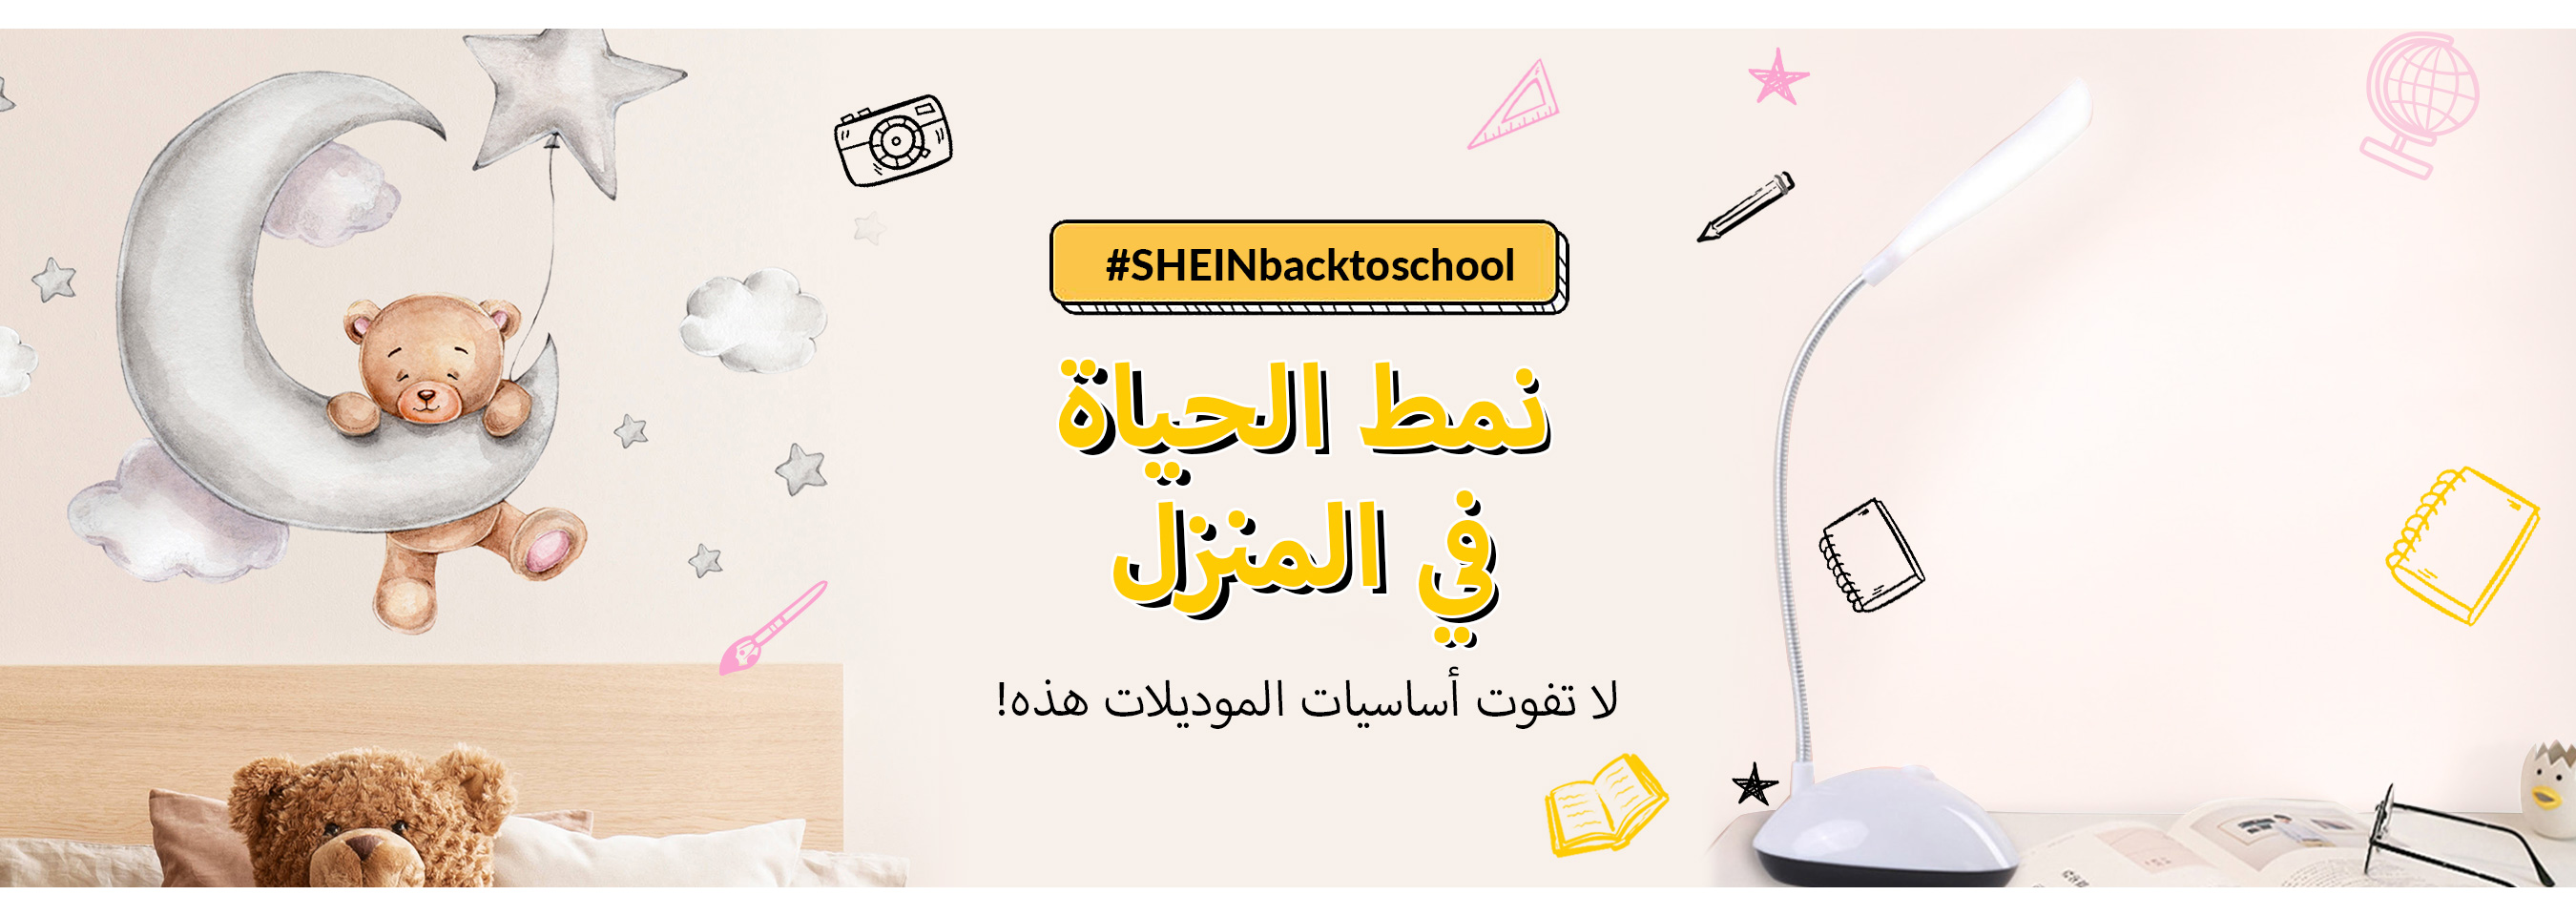 #SHEINbacktoschool
نمط الحياة
في المنزل
لا تفوت أساسيات الموديلات هذه!